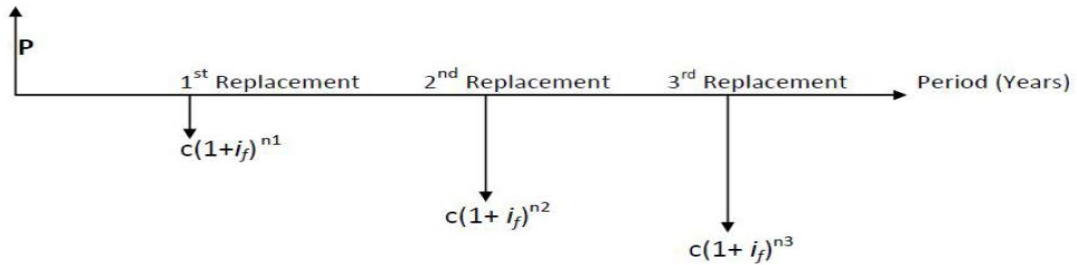 P
1st Replacement 2nd Replacement 3rd Replacement Period (Years)
c(1+if)n1
c(1+ if)n2
c(1+ if)n3